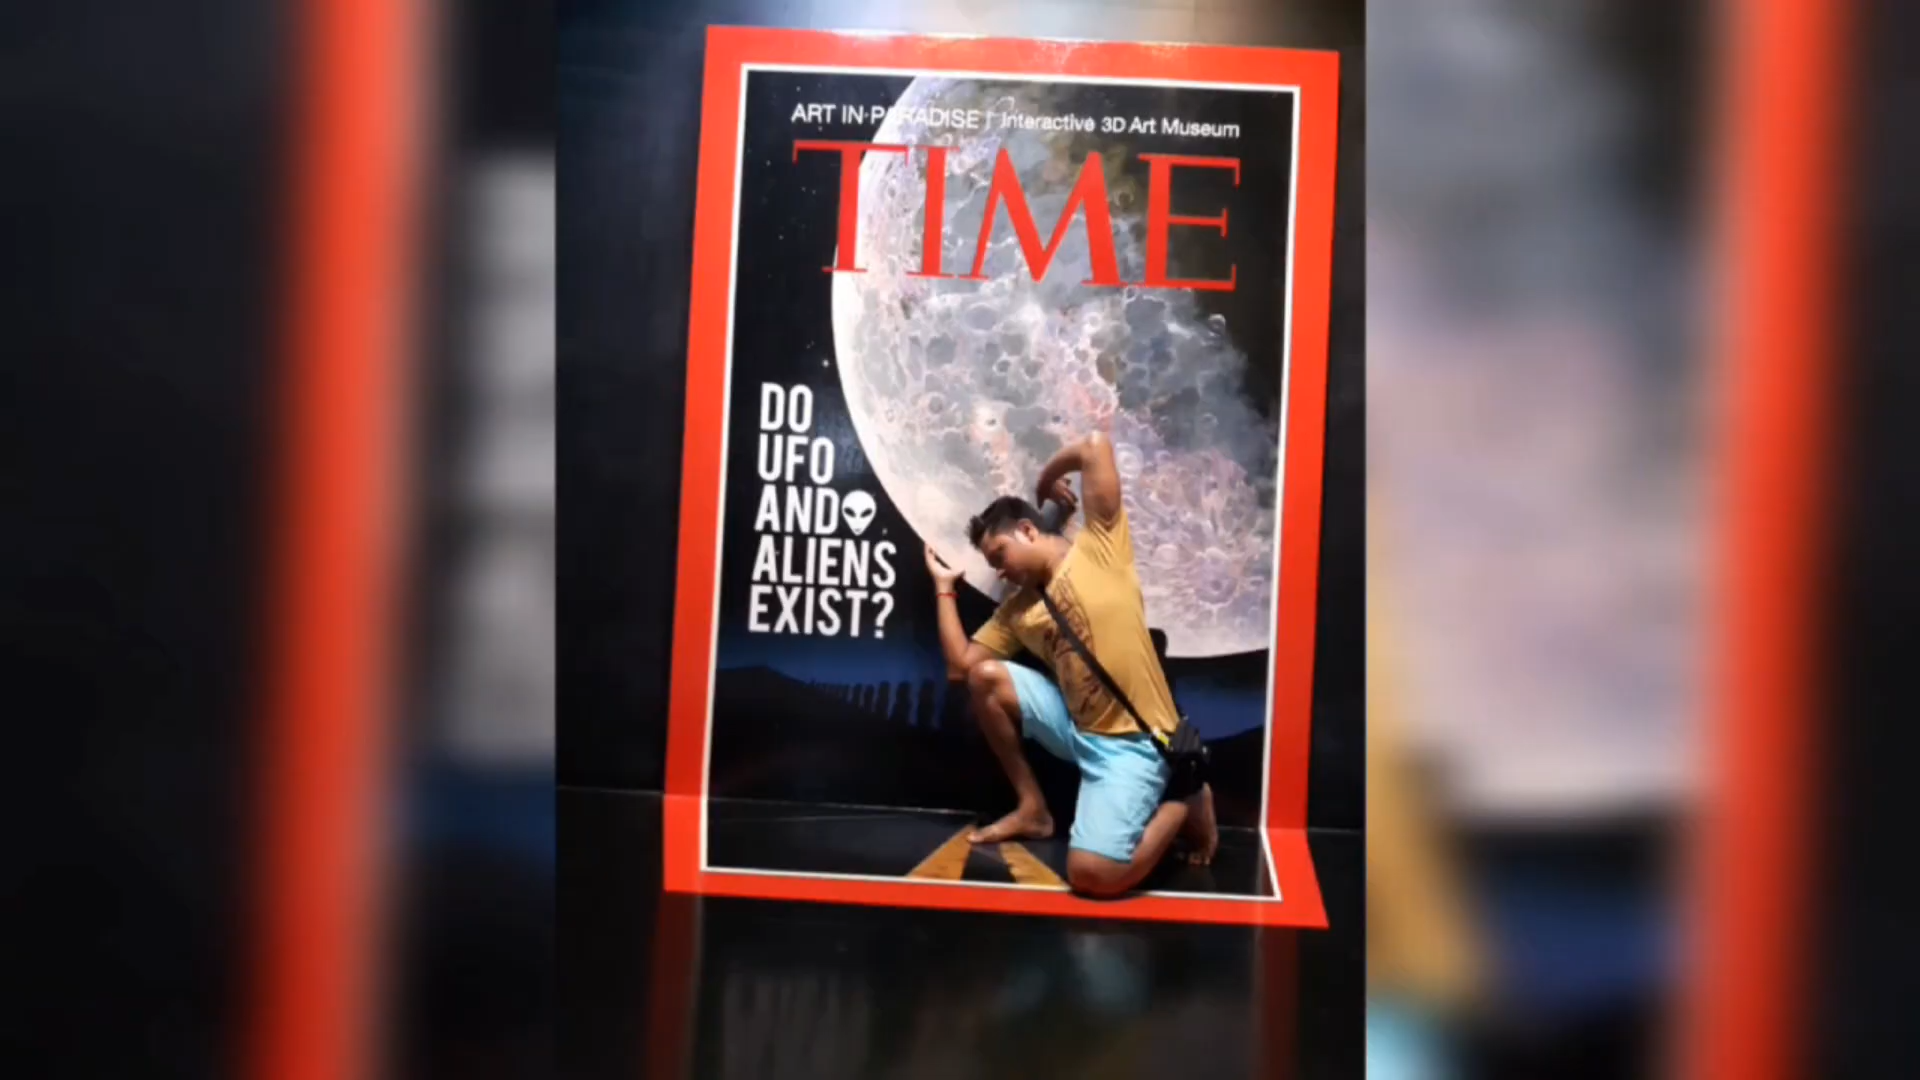 ART IN PARADISE | Interactive 3D Art Museum
TIME
DO
UFO
AND
ALIENS
EXIST?